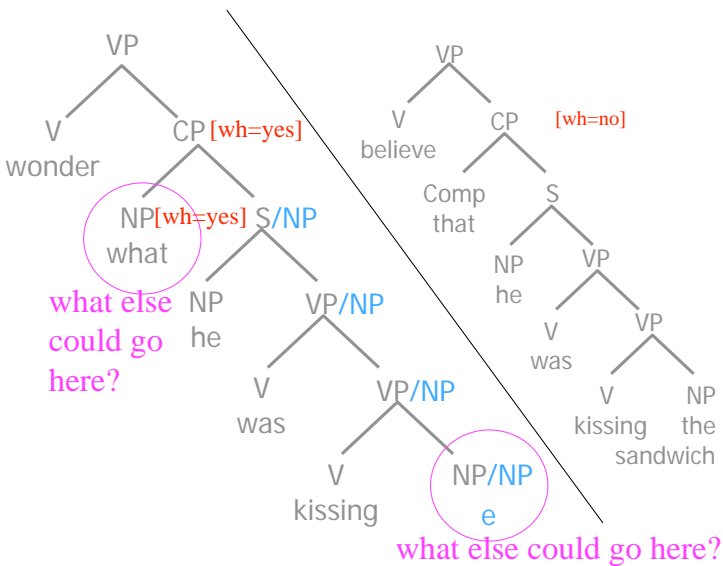 VP
V
wonder
CP[wh=yes]
NP[wh=yes]
what
S/NP
what else
could go
here?
NP
he
VP/NP
V
was
VP/NP
V
kissing
NP/NP
e
what else could go here?
VP
V
believe
CP
[wh=no]
Comp
that
S
NP
he
VP
V
was
VP
V
kissing
NP
the
sandwich